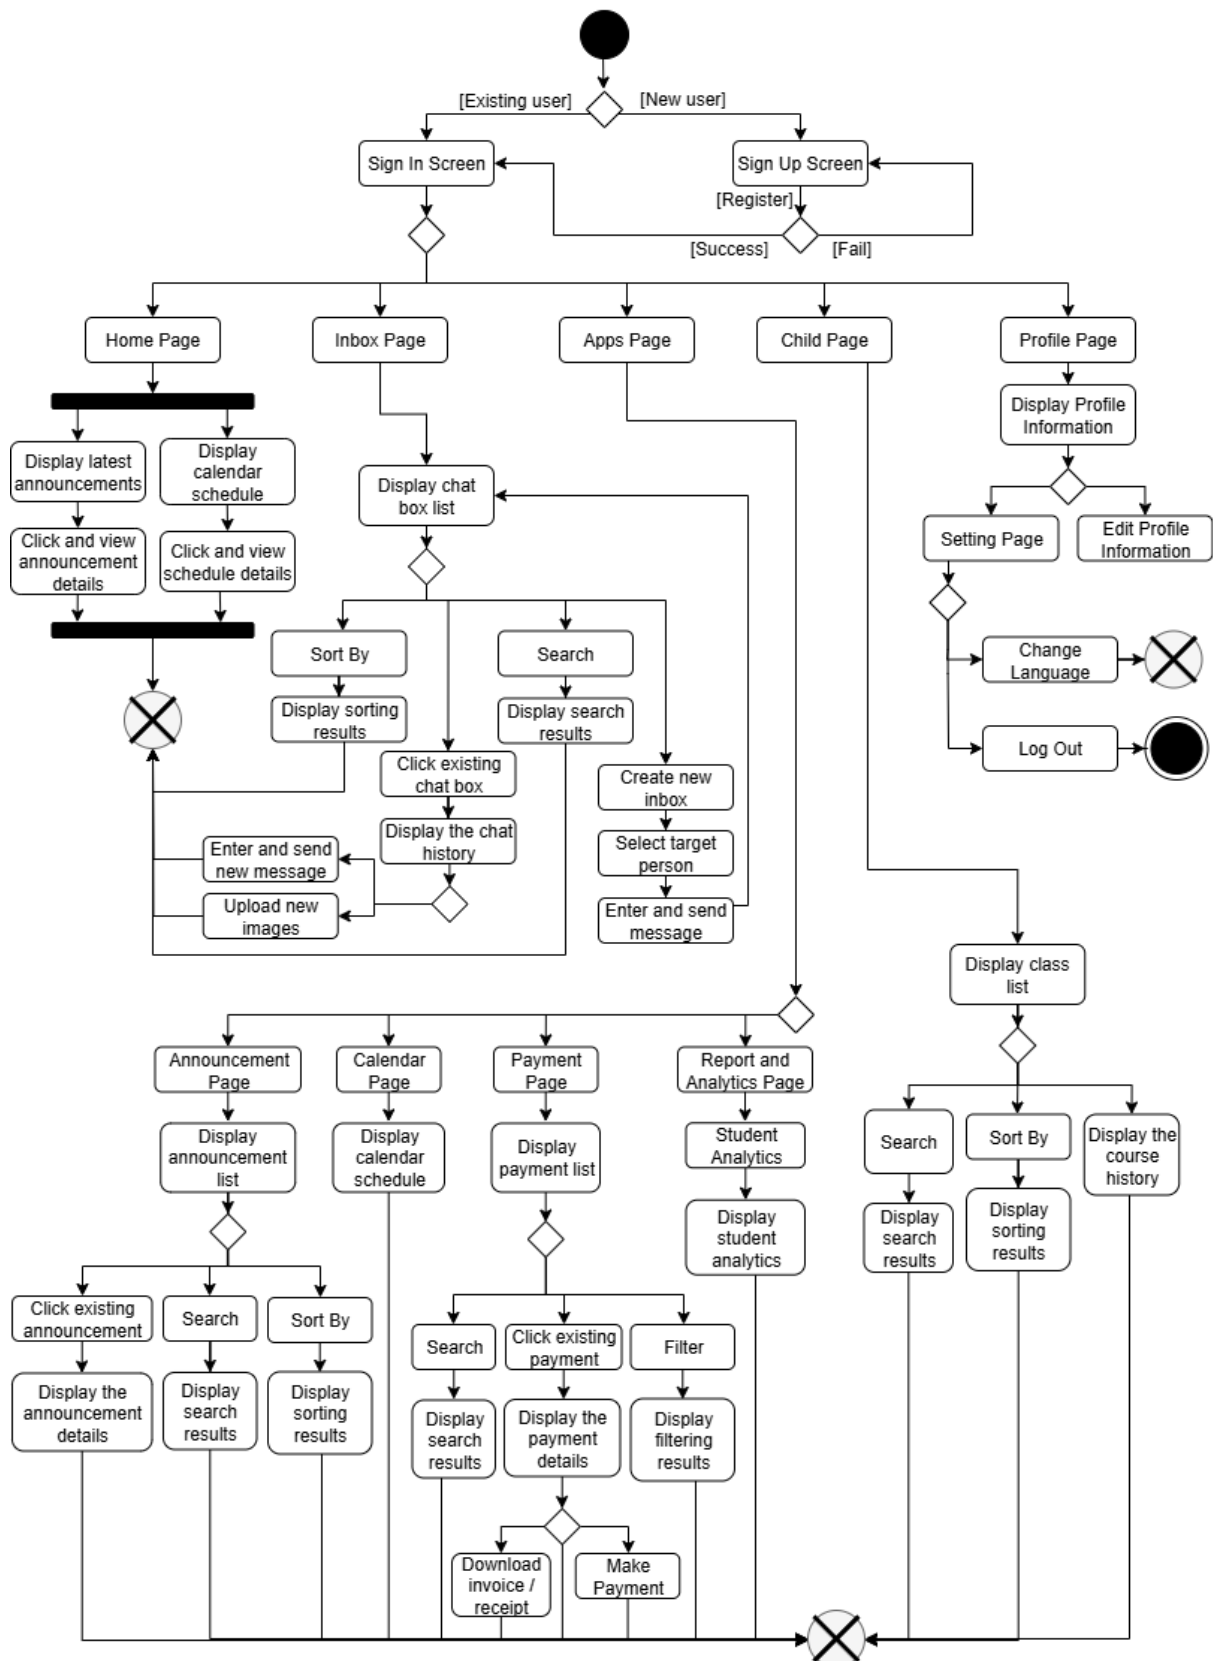 [Existing user]
[New user]
Sign In Screen
Sign Up Screen
[Register]
[Success]
[Fail]
Home Page
Inbox Page
Apps Page
Child Page
Profile Page
Display Profile
Information
Display latest
announcements
Display
calendar
schedule
Display chat
box list
Setting Page
Edit Profile
Information
Click and view
announcement
details
Click and view
schedule details
Sort By
Search
Change
Language
Display sorting
results
Display search
results
Log Out
Click existing
chat box
Create new
inbox
Display the chat
history
Enter and send
new message
Select target
person
Upload new
images
Enter and send
message
Display class
list
Announcement
Page
Calendar
Page
Payment
Page
Report and
Analytics Page
Display
announcement
list
Display
calendar
schedule
Display
payment list
Student
Analytics
Search
Sort By
Display the
course
history
Display
student
analytics
Display
search
results
Display
sorting
results
Click existing
announcement
Search
Sort By
Search
Click existing
payment
Filter
Display the
announcement
details
Display
search
results
Display
sorting
results
Display
search
results
Display the
payment
details
Display
filtering
results
Download
invoice /
receipt
Make
Payment